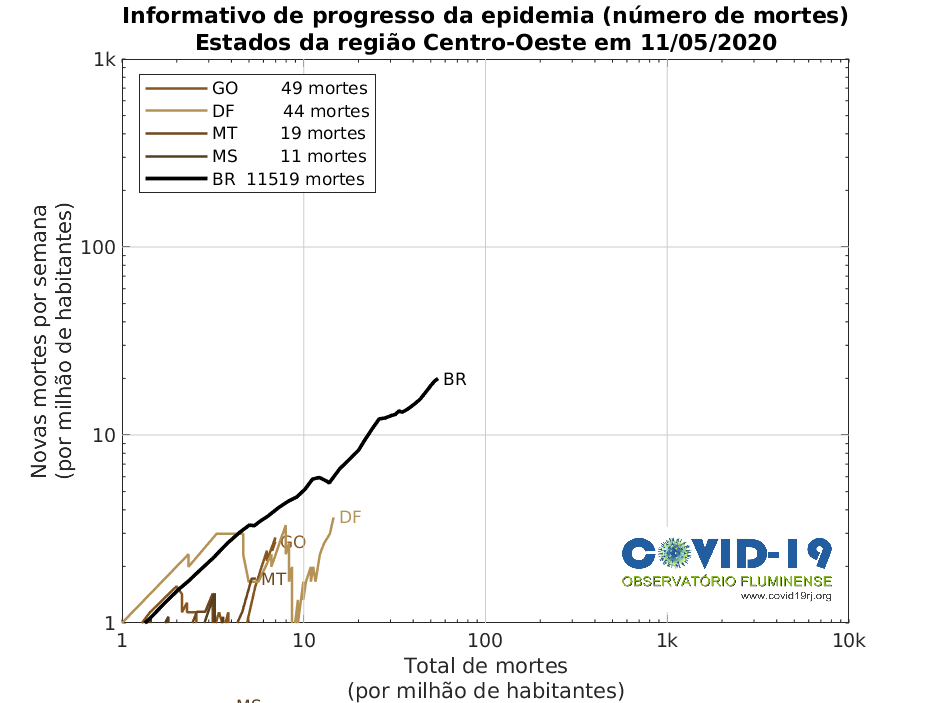 Informativo de progresso da epidemia (número de mortes)
Estados da região Centro-Oeste em 11/05/2020
1k
GO 49 mortes
DF 44 mortes
MT 19 mortes
MS 11 mortes
BR 11519 mortes
Novas mortes por semana
(por milhão de habitantes)
100
BR
10
DF
GO
MT
COVID-19
OBSERVATÓRIO FLUMINENSE
www.covid19rj.org
1
1 10 100 1k 10k
Total de mortes
(por milhão de habitantes)
MS